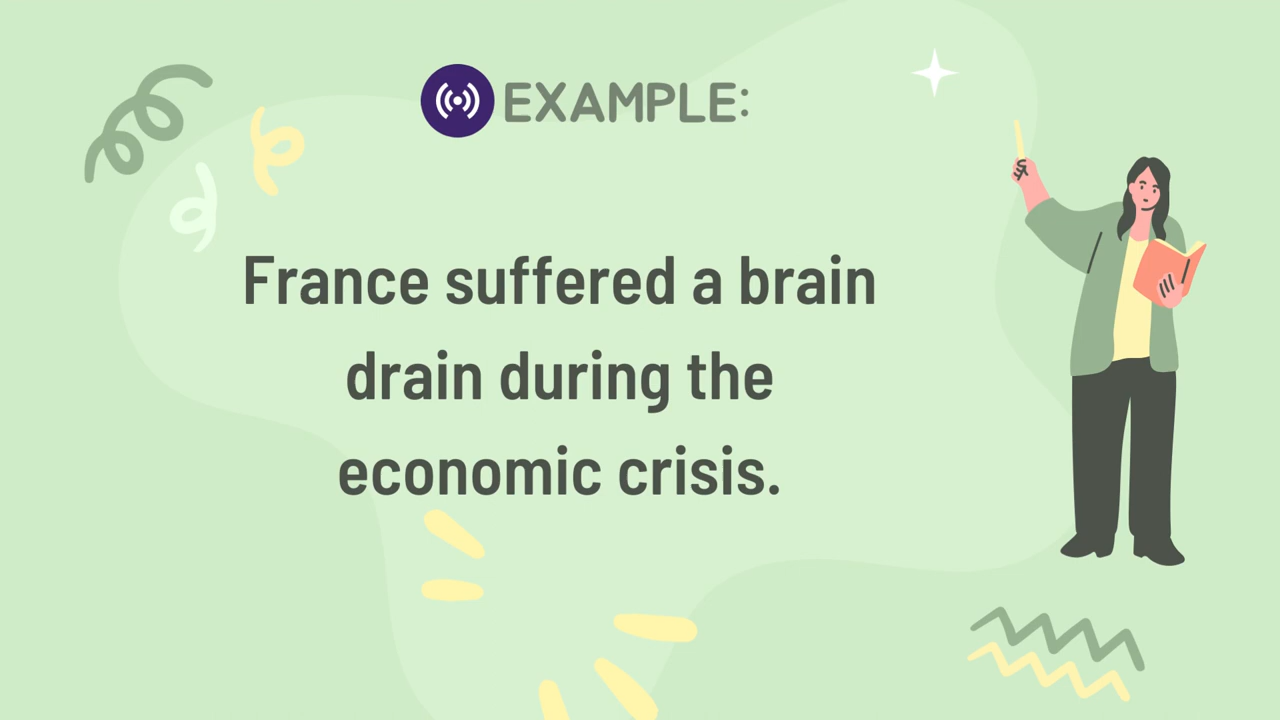 EXAMPLE:
France suffered a brain
drain during the
economic crisis.